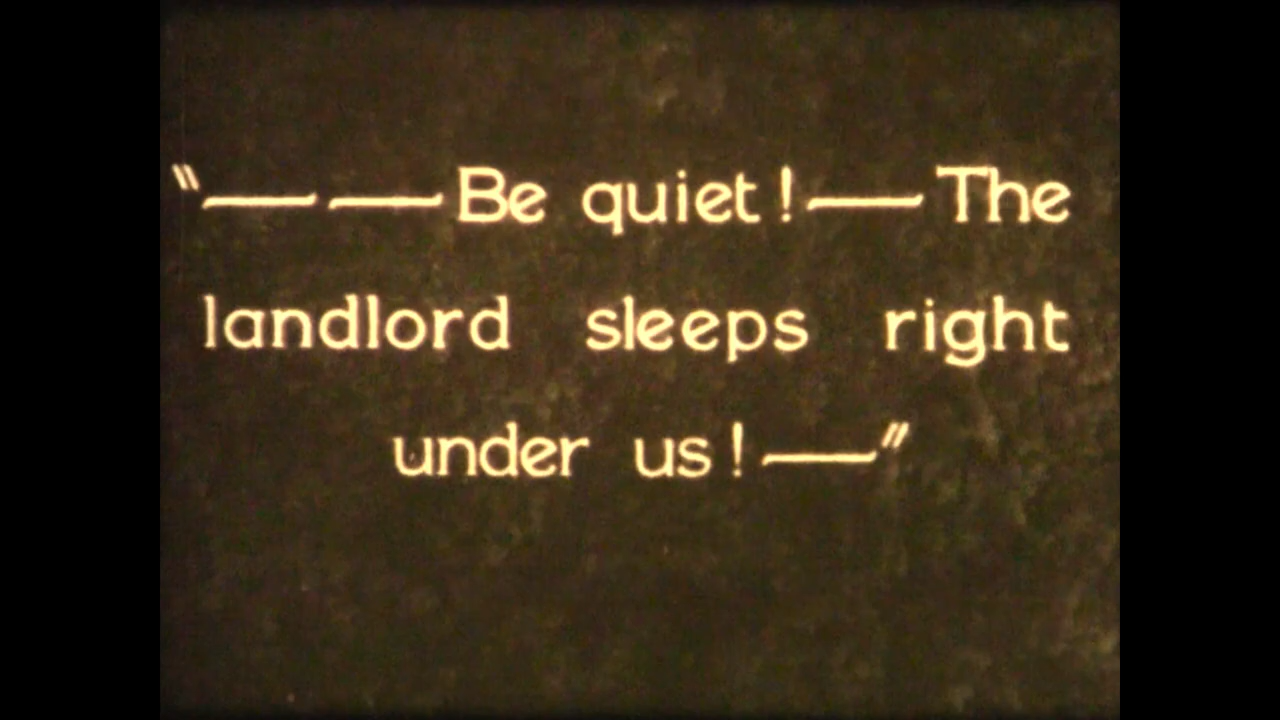 "— — Be quiet! — The
landlord sleeps right
under us! —"